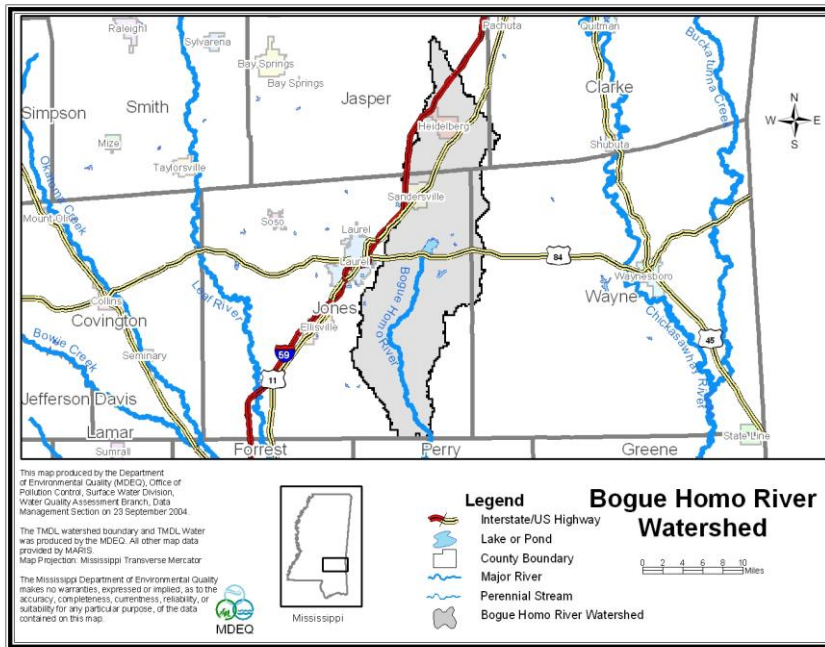 Raleigh
Sylvarena
Bay Springs
Bay Springs
Pachuta
Quitman
Buckatunna Creek
Simpson
Smith
Jasper
Clarke
Heidelberg
Mize
Taylorsville
Shubuta
N
W E
S
Okatoma Creek
Sandersville
Mount Olive
Soso
Laurel
Laurel
84
Waynesboro
Wayne
Leaf River
Bogue Homo River
Jones
Collins
Covington
Ellisville
Chickasawhay River
45
Bowie Creek
Seminary
59
11
Jefferson Davis
Lamar
Sumrall
Forrest
Perry
Greene
State Line
This map produced by the Department
of Environmental Quality (MDEQ), Office of
Pollution Control, Surface Water Division,
Water Quality Assessment Branch, Data
Management Section on 23 September 2004.
The TMDL watershed boundary and TMDL Water
was produced by the MDEQ. All other map data
provided by MARIS.
Map Projection: Mississippi Transverse Mercator
The Mississippi Department of Environmental Quality
makes no warranties, expressed or implied, as to the
accuracy, completeness, currentness, reliability, or
suitability for any particular purpose, of the data
contained on this map.
MDEQ
Mississippi
Legend
Interstate/US Highway
Lake or Pond
County Boundary
Major River
Perennial Stream
Bogue Homo River Watershed
Bogue Homo River
Watershed
0 2 4 6 8 10
Miles